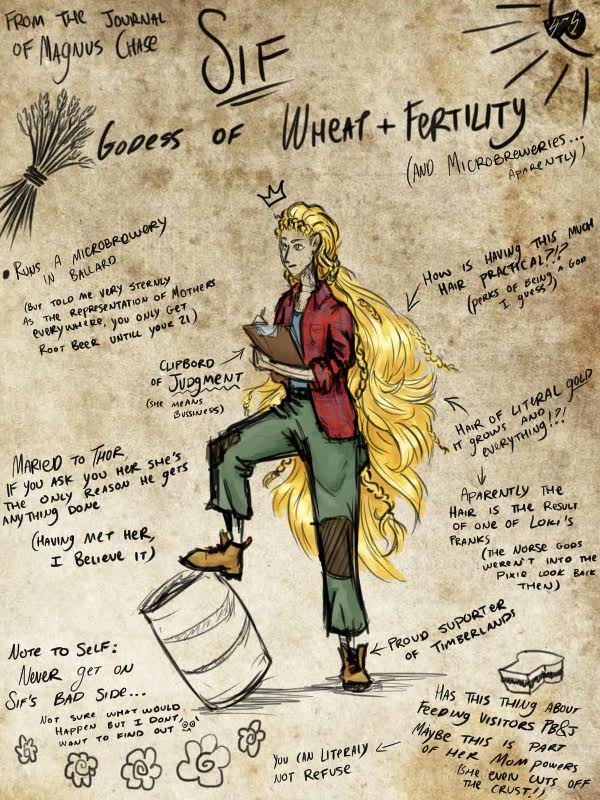 FROM THE JOURNAL
OF MAGNUS CHASE
SIF
GODESS OF WHEAT + FERTILITY
(AND MICROBREWERIES...
APARENTLY)
• RUNS A MICROBREWERY
IN BALLARD
(BUT TOLD ME VERY STERNLY
AS THE REPRESENTATION OF MOTHERS
EVERYWHERE, YOU ONLY GET
ROOT BEER UNTILL YOUR 21)
HOW IS HAVING THIS MUCH
HAIR PRACTICAL?!?
(PERKS OF BEING A GOD
I GUESS)
CLIPBORD
OF JUDGMENT
(SHE MEANS
BUSSINESS)
HAIR OF LITERAL GOLD
IT GROWS AND
EVERYTHING!?!
MARIED TO THOR,
IF YOU ASK YOU HER SHE'S
THE ONLY REASON HE GETS
ANYTHING DONE
(HAVING MET HER,
I BELIEVE IT)
APARENTLY THE
HAIR IS THE RESULT
OF ONE OF LOKI'S
PRANKS
(THE NORSE GODS
WEREN'T INTO THE
PIXIE LOOK BACK
THEN)
PROUD SUPORTER
OF TIMBERLANDS
NOTE TO SELF:
NEVER GET ON
SIF'S BAD SIDE...
NOT SURE WHAT WOULD
HAPPEN BUT I DONT,
WANT TO FIND OUT @@'
HAS THIS THING ABOUT
FEEDING VISITORS PB&J
MAYBE THIS IS PART
OF HER MOM POWERS
(SHE EVEN CUTS OFF
THE CRUST!)
YOU CAN LITERALY
NOT REFUSE